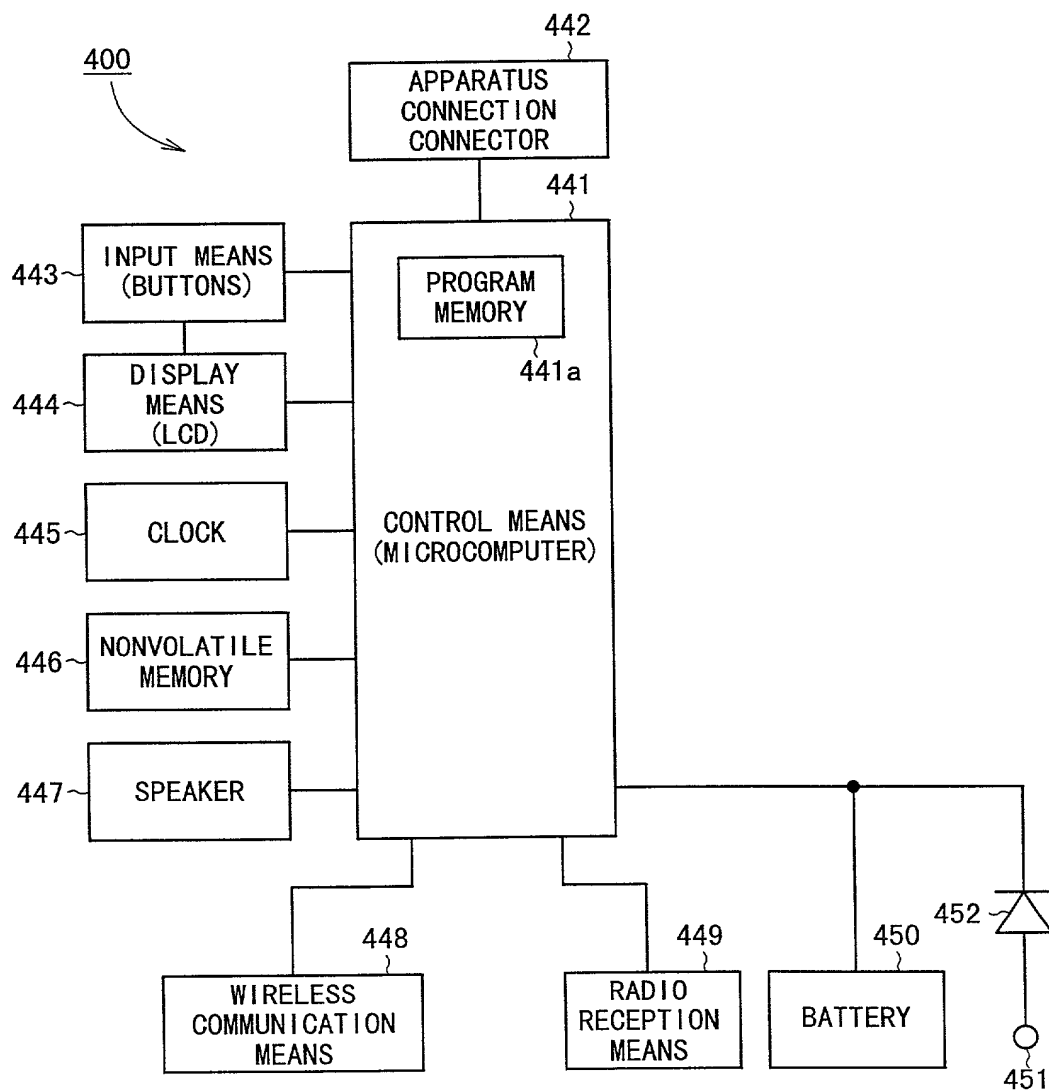 442
400
APPARATUS
CONNECTION
CONNECTOR
441
443
INPUT MEANS
(BUTTONS)
PROGRAM
MEMORY
441a
444
DISPLAY
MEANS
(LCD)
445
CLOCK
CONTROL MEANS
(MICROCOMPUTER)
446
NONVOLATILE
MEMORY
447
SPEAKER
452
448
449
450
WIRELESS
COMMUNICATION
MEANS
RADIO
RECEPTION
MEANS
BATTERY
451